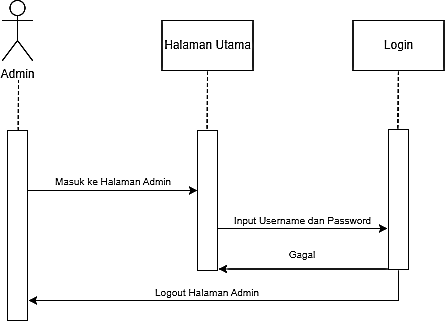 Halaman Utama
Login
Admin
Masuk ke Halaman Admin
Input Username dan Password
Gagal
Logout Halaman Admin